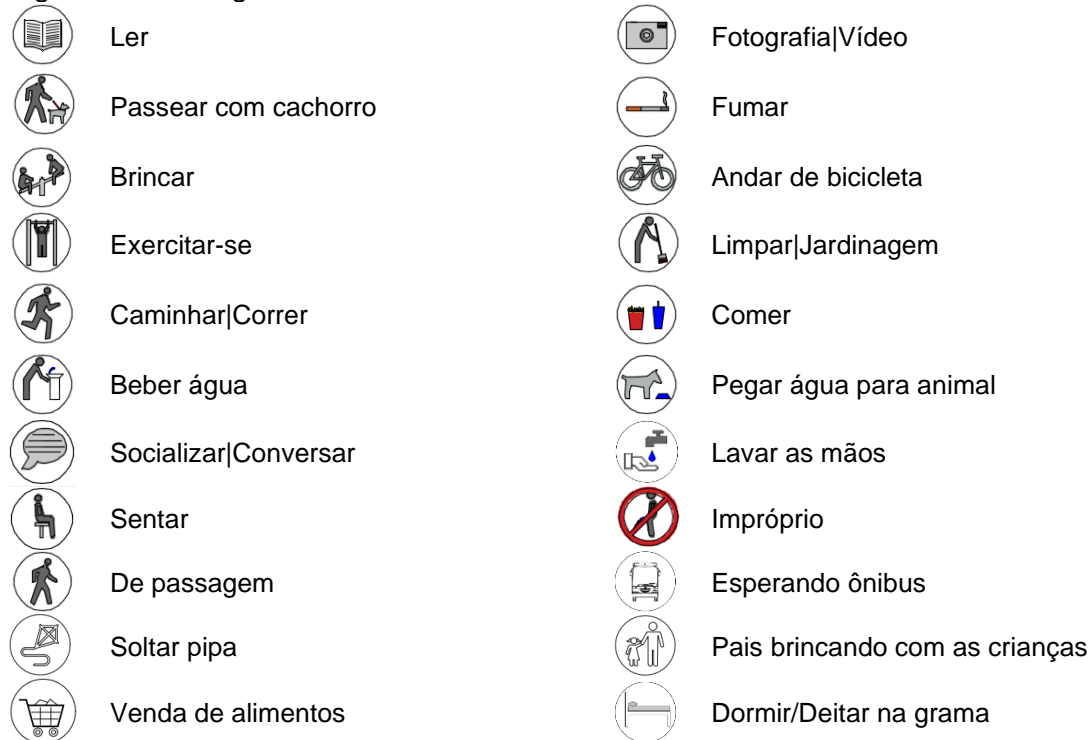 Ler
Passear com cachorro
Brincar
Exercitar-se
Caminhar|Correr
Beber água
Socializar|Conversar
Sentar
De passagem
Soltar pipa
Venda de alimentos
Fotografia|Vídeo
Fumar
Andar de bicicleta
Limpar|Jardinagem
Comer
Pegar água para animal
Lavar as mãos
Impróprio
Esperando ônibus
Pais brincando com as crianças
Dormir/Deitar na grama